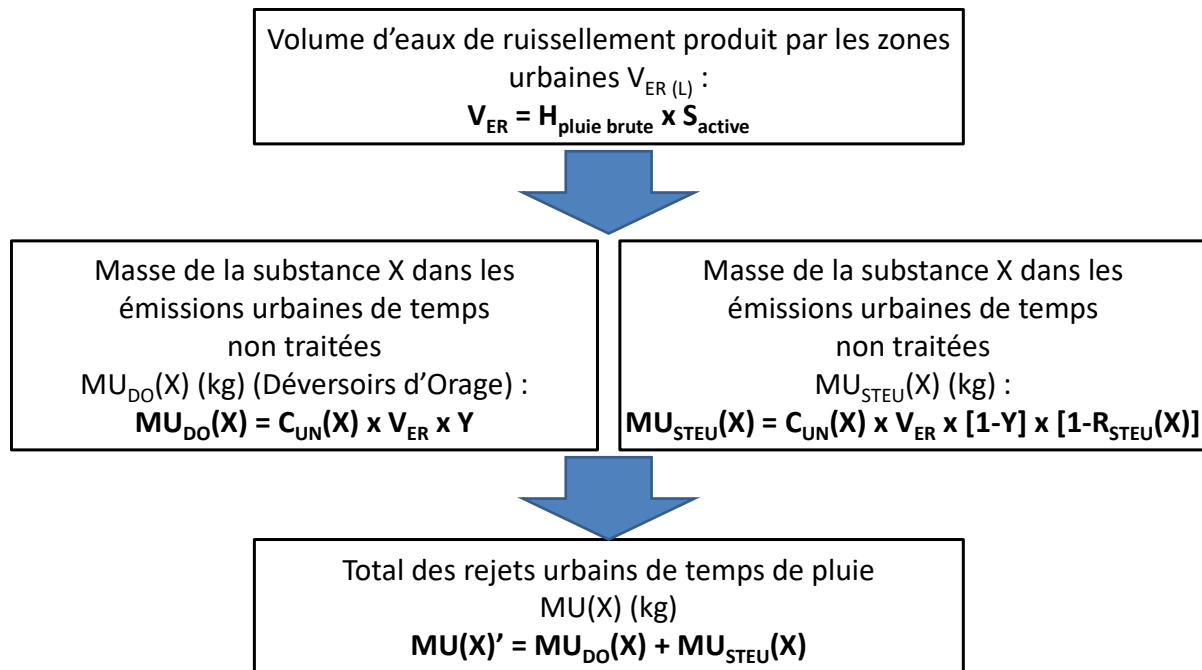 Volume d’eaux de ruissellement produit par les zones
urbaines V_ER (L) :
V_ER = H_pluie brute x S_active
Masse de la substance X dans les
émissions urbaines de temps
non traitées
MU_DO(X) (kg) (Déversoirs d’Orage) :
MU_DO(X) = C_UN(X) x V_ER x Y
Masse de la substance X dans les
émissions urbaines de temps
non traitées
MU_STEU(X) (kg) :
MU_STEU(X) = C_UN(X) x V_ER x [1-Y] x [1-R_STEU(X)]
Total des rejets urbains de temps de pluie
MU(X) (kg)
MU(X)’ = MU_DO(X) + MU_STEU(X)